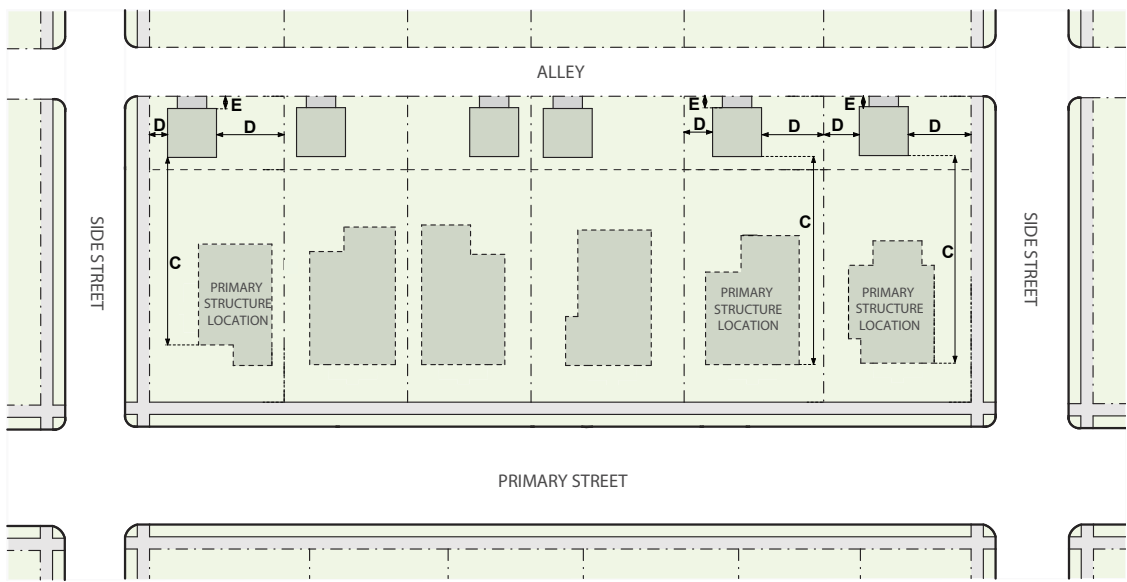 ALLEY
E
E
E
D
D
D
D
D
D
C
C
C
SIDE STREET
SIDE STREET
PRIMARY
STRUCTURE
LOCATION
PRIMARY
STRUCTURE
LOCATION
PRIMARY
STRUCTURE
LOCATION
PRIMARY STREET